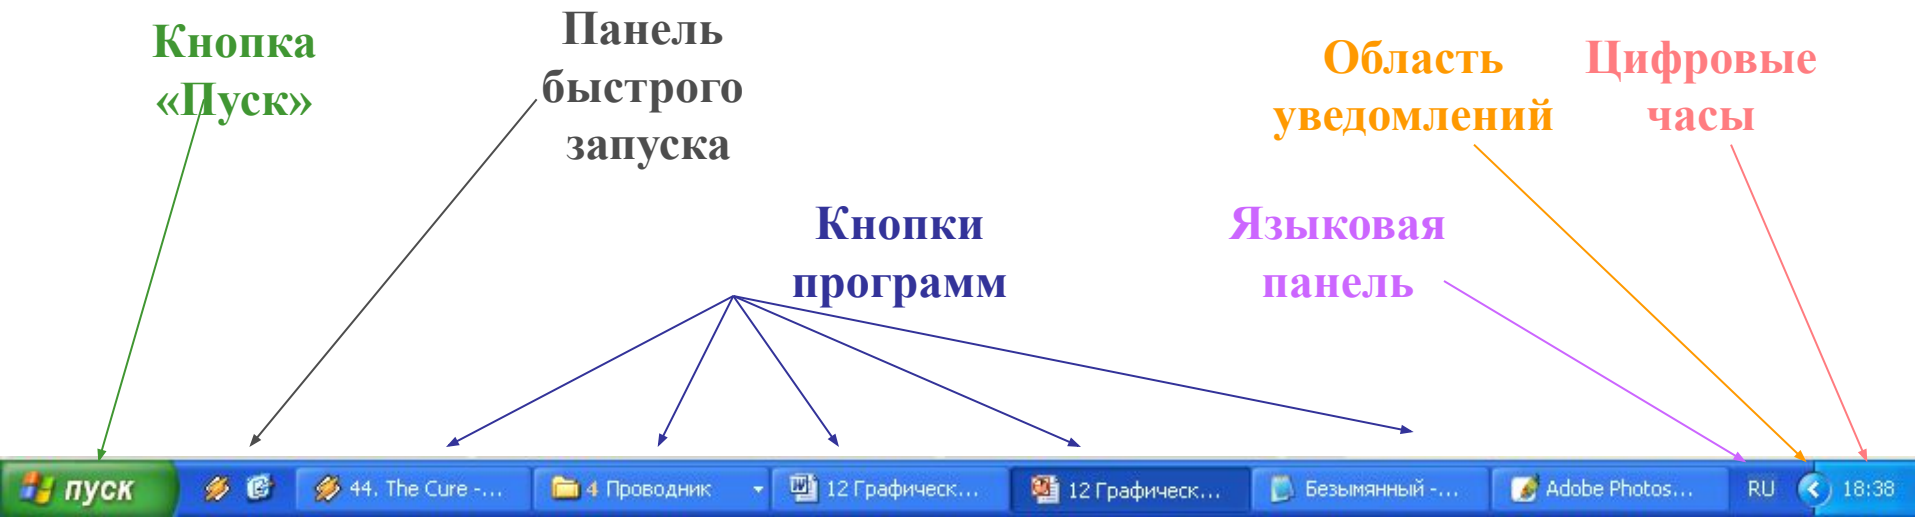 Кнопка
«Пуск»
Панель
быстрого
запуска
Область
уведомлений
Цифровые
часы
Кнопки
программ
Языковая
панель
пуск
44. The Cure -...
4 Проводник
12 Графическ...
12 Графическ...
Безымянный -...
Adobe Photos...
RU
18:38